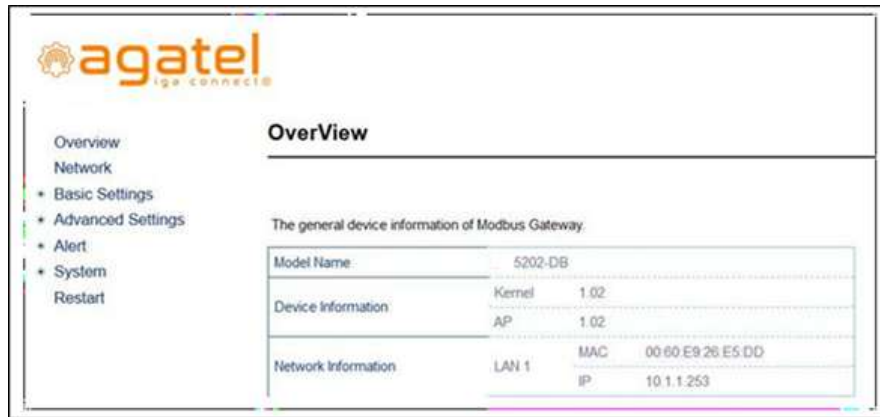 agatel
iga connect®
Overview
Network
Basic Settings
Advanced Settings
Alert
System
Restart
OverView
The general device information of Modbus Gateway.
Model Name 5202-DB
Device Information Kernel 1.02
AP 1.02
Network Information LAN 1 MAC 00:60:E9:26:E5:DD
IP 10.1.1.253